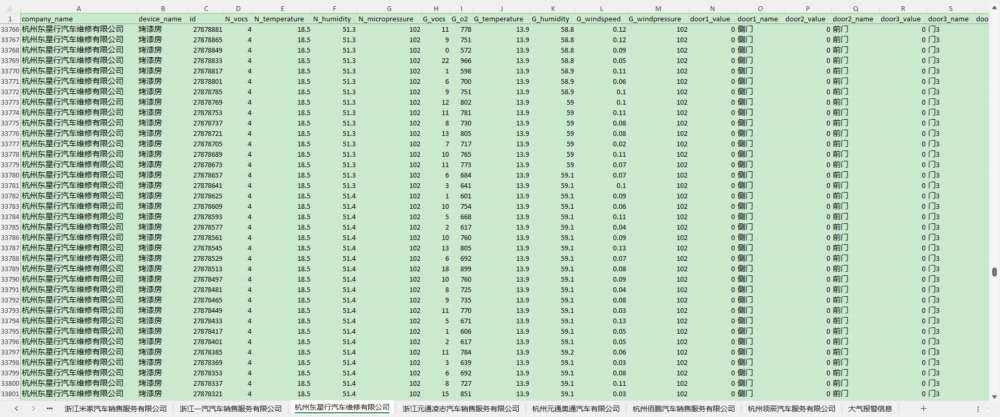 A B C D E F G H I J K L M N O P Q R S
1 company_name device_name id N_vocs N_temperature N_humidity N_micropressure G_vocs G_o2 G_temperature G_humidity G_windspeed G_windpressure door1_value door1_name door2_value door2_name door3_value door3_name doo
33766 杭州东星行汽车维修有限公司 烤漆房 27878881 4 18.5 51.3 102 11 778 13.9 58.8 0.12 102 0 侧门 0 前门 0 门3
33767 杭州东星行汽车维修有限公司 烤漆房 27878865 4 18.5 51.3 102 9 751 13.9 58.8 0.12 102 0 侧门 0 前门 0 门3
33768 杭州东星行汽车维修有限公司 烤漆房 27878849 4 18.5 51.3 102 0 572 13.9 58.8 0.09 102 0 侧门 0 前门 0 门3
33769 杭州东星行汽车维修有限公司 烤漆房 27878833 4 18.5 51.3 102 22 966 13.9 58.8 0.05 102 0 侧门 0 前门 0 门3
33770 杭州东星行汽车维修有限公司 烤漆房 27878817 4 18.5 51.3 102 1 598 13.9 58.9 0.11 102 0 侧门 0 前门 0 门3
33771 杭州东星行汽车维修有限公司 烤漆房 27878801 4 18.5 51.3 102 6 700 13.9 58.9 0.06 102 0 侧门 0 前门 0 门3
33772 杭州东星行汽车维修有限公司 烤漆房 27878785 4 18.5 51.3 102 9 751 13.9 58.9 0.1 102 0 侧门 0 前门 0 门3
33773 杭州东星行汽车维修有限公司 烤漆房 27878769 4 18.5 51.3 102 12 802 13.9 59 0.1 102 0 侧门 0 前门 0 门3
33774 杭州东星行汽车维修有限公司 烤漆房 27878753 4 18.5 51.3 102 11 781 13.9 59 0.11 102 0 侧门 0 前门 0 门3
33775 杭州东星行汽车维修有限公司 烤漆房 27878737 4 18.5 51.3 102 8 730 13.9 59 0.08 102 0 侧门 0 前门 0 门3
33776 杭州东星行汽车维修有限公司 烤漆房 27878721 4 18.5 51.3 102 13 805 13.9 59 0.08 102 0 侧门 0 前门 0 门3
33777 杭州东星行汽车维修有限公司 烤漆房 27878705 4 18.5 51.3 102 7 717 13.9 59 0.02 102 0 侧门 0 前门 0 门3
33778 杭州东星行汽车维修有限公司 烤漆房 27878689 4 18.5 51.3 102 10 765 13.9 59 0.11 102 0 侧门 0 前门 0 门3
33779 杭州东星行汽车维修有限公司 烤漆房 27878673 4 18.5 51.3 102 11 773 13.9 59 0.07 102 0 侧门 0 前门 0 门3
33780 杭州东星行汽车维修有限公司 烤漆房 27878657 4 18.5 51.3 102 6 684 13.9 59.1 0.07 102 0 侧门 0 前门 0 门3
33781 杭州东星行汽车维修有限公司 烤漆房 27878641 4 18.5 51.3 102 3 641 13.9 59.1 0.1 102 0 侧门 0 前门 0 门3
33782 杭州东星行汽车维修有限公司 烤漆房 27878625 4 18.5 51.4 102 1 601 13.9 59.1 0.09 102 0 侧门 0 前门 0 门3
33783 杭州东星行汽车维修有限公司 烤漆房 27878609 4 18.5 51.4 102 10 754 13.9 59.1 0.06 102 0 侧门 0 前门 0 门3
33784 杭州东星行汽车维修有限公司 烤漆房 27878593 4 18.5 51.4 102 5 668 13.9 59.1 0.11 102 0 侧门 0 前门 0 门3
33785 杭州东星行汽车维修有限公司 烤漆房 27878577 4 18.5 51.4 102 2 617 13.9 59.1 0.04 102 0 侧门 0 前门 0 门3
33786 杭州东星行汽车维修有限公司 烤漆房 27878561 4 18.5 51.4 102 10 760 13.9 59.1 0.09 102 0 侧门 0 前门 0 门3
33787 杭州东星行汽车维修有限公司 烤漆房 27878545 4 18.5 51.4 102 13 805 13.9 59.1 0.13 102 0 侧门 0 前门 0 门3
33788 杭州东星行汽车维修有限公司 烤漆房 27878529 4 18.5 51.4 102 6 692 13.9 59.1 0.07 102 0 侧门 0 前门 0 门3
33789 杭州东星行汽车维修有限公司 烤漆房 27878513 4 18.5 51.4 102 18 899 13.9 59.1 0.08 102 0 侧门 0 前门 0 门3
33790 杭州东星行汽车维修有限公司 烤漆房 27878497 4 18.5 51.4 102 10 760 13.9 59.1 0.09 102 0 侧门 0 前门 0 门3
33791 杭州东星行汽车维修有限公司 烤漆房 27878481 4 18.5 51.4 102 8 725 13.9 59.1 0.04 102 0 侧门 0 前门 0 门3
33792 杭州东星行汽车维修有限公司 烤漆房 27878465 4 18.5 51.4 102 9 735 13.9 59.1 0.08 102 0 侧门 0 前门 0 门3
33793 杭州东星行汽车维修有限公司 烤漆房 27878449 4 18.5 51.4 102 11 770 13.9 59.1 0.03 102 0 侧门 0 前门 0 门3
33794 杭州东星行汽车维修有限公司 烤漆房 27878433 4 18.5 51.4 102 5 671 13.9 59.1 0.13 102 0 侧门 0 前门 0 门3
33795 杭州东星行汽车维修有限公司 烤漆房 27878417 4 18.5 51.4 102 1 606 13.9 59.1 0.05 102 0 侧门 0 前门 0 门3
33796 杭州东星行汽车维修有限公司 烤漆房 27878401 4 18.5 51.4 102 2 617 13.9 59.1 0.05 102 0 侧门 0 前门 0 门3
33797 杭州东星行汽车维修有限公司 烤漆房 27878385 4 18.5 51.4 102 11 784 13.9 59.2 0.06 102 0 侧门 0 前门 0 门3
33798 杭州东星行汽车维修有限公司 烤漆房 27878369 4 18.5 51.4 102 3 639 13.9 59.1 0.03 102 0 侧门 0 前门 0 门3
33799 杭州东星行汽车维修有限公司 烤漆房 27878353 4 18.5 51.4 102 6 692 13.9 59.1 0.08 102 0 侧门 0 前门 0 门3
33800 杭州东星行汽车维修有限公司 烤漆房 27878337 4 18.5 51.4 102 8 727 13.9 59.1 0.11 102 0 侧门 0 前门 0 门3
33801 杭州东星行汽车维修有限公司 烤漆房 27878321 4 18.5 51.4 102 15 851 13.9 59.1 0.03 102 0 侧门 0 前门 0 门3
浙江米家汽车销售服务有限公司 浙江一汽汽车销售服务有限公司 杭州东星行汽车维修有限公司 浙江元通凌志汽车销售服务有限公司 杭州元通奥通汽车有限公司 杭州佰鹏汽车销售服务有限公司 杭州领辰汽车服务有限公司 大气报警信息